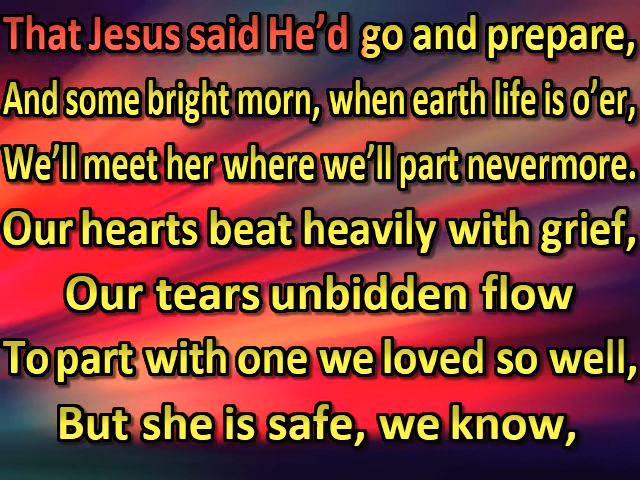 That Jesus said He’d go and prepare,
And some bright morn, when earth life is o’er,
We’ll meet her where we’ll part nevermore.
Our hearts beat heavily with grief,
Our tears unbidden flow
To part with one we loved so well,
But she is safe, we know,